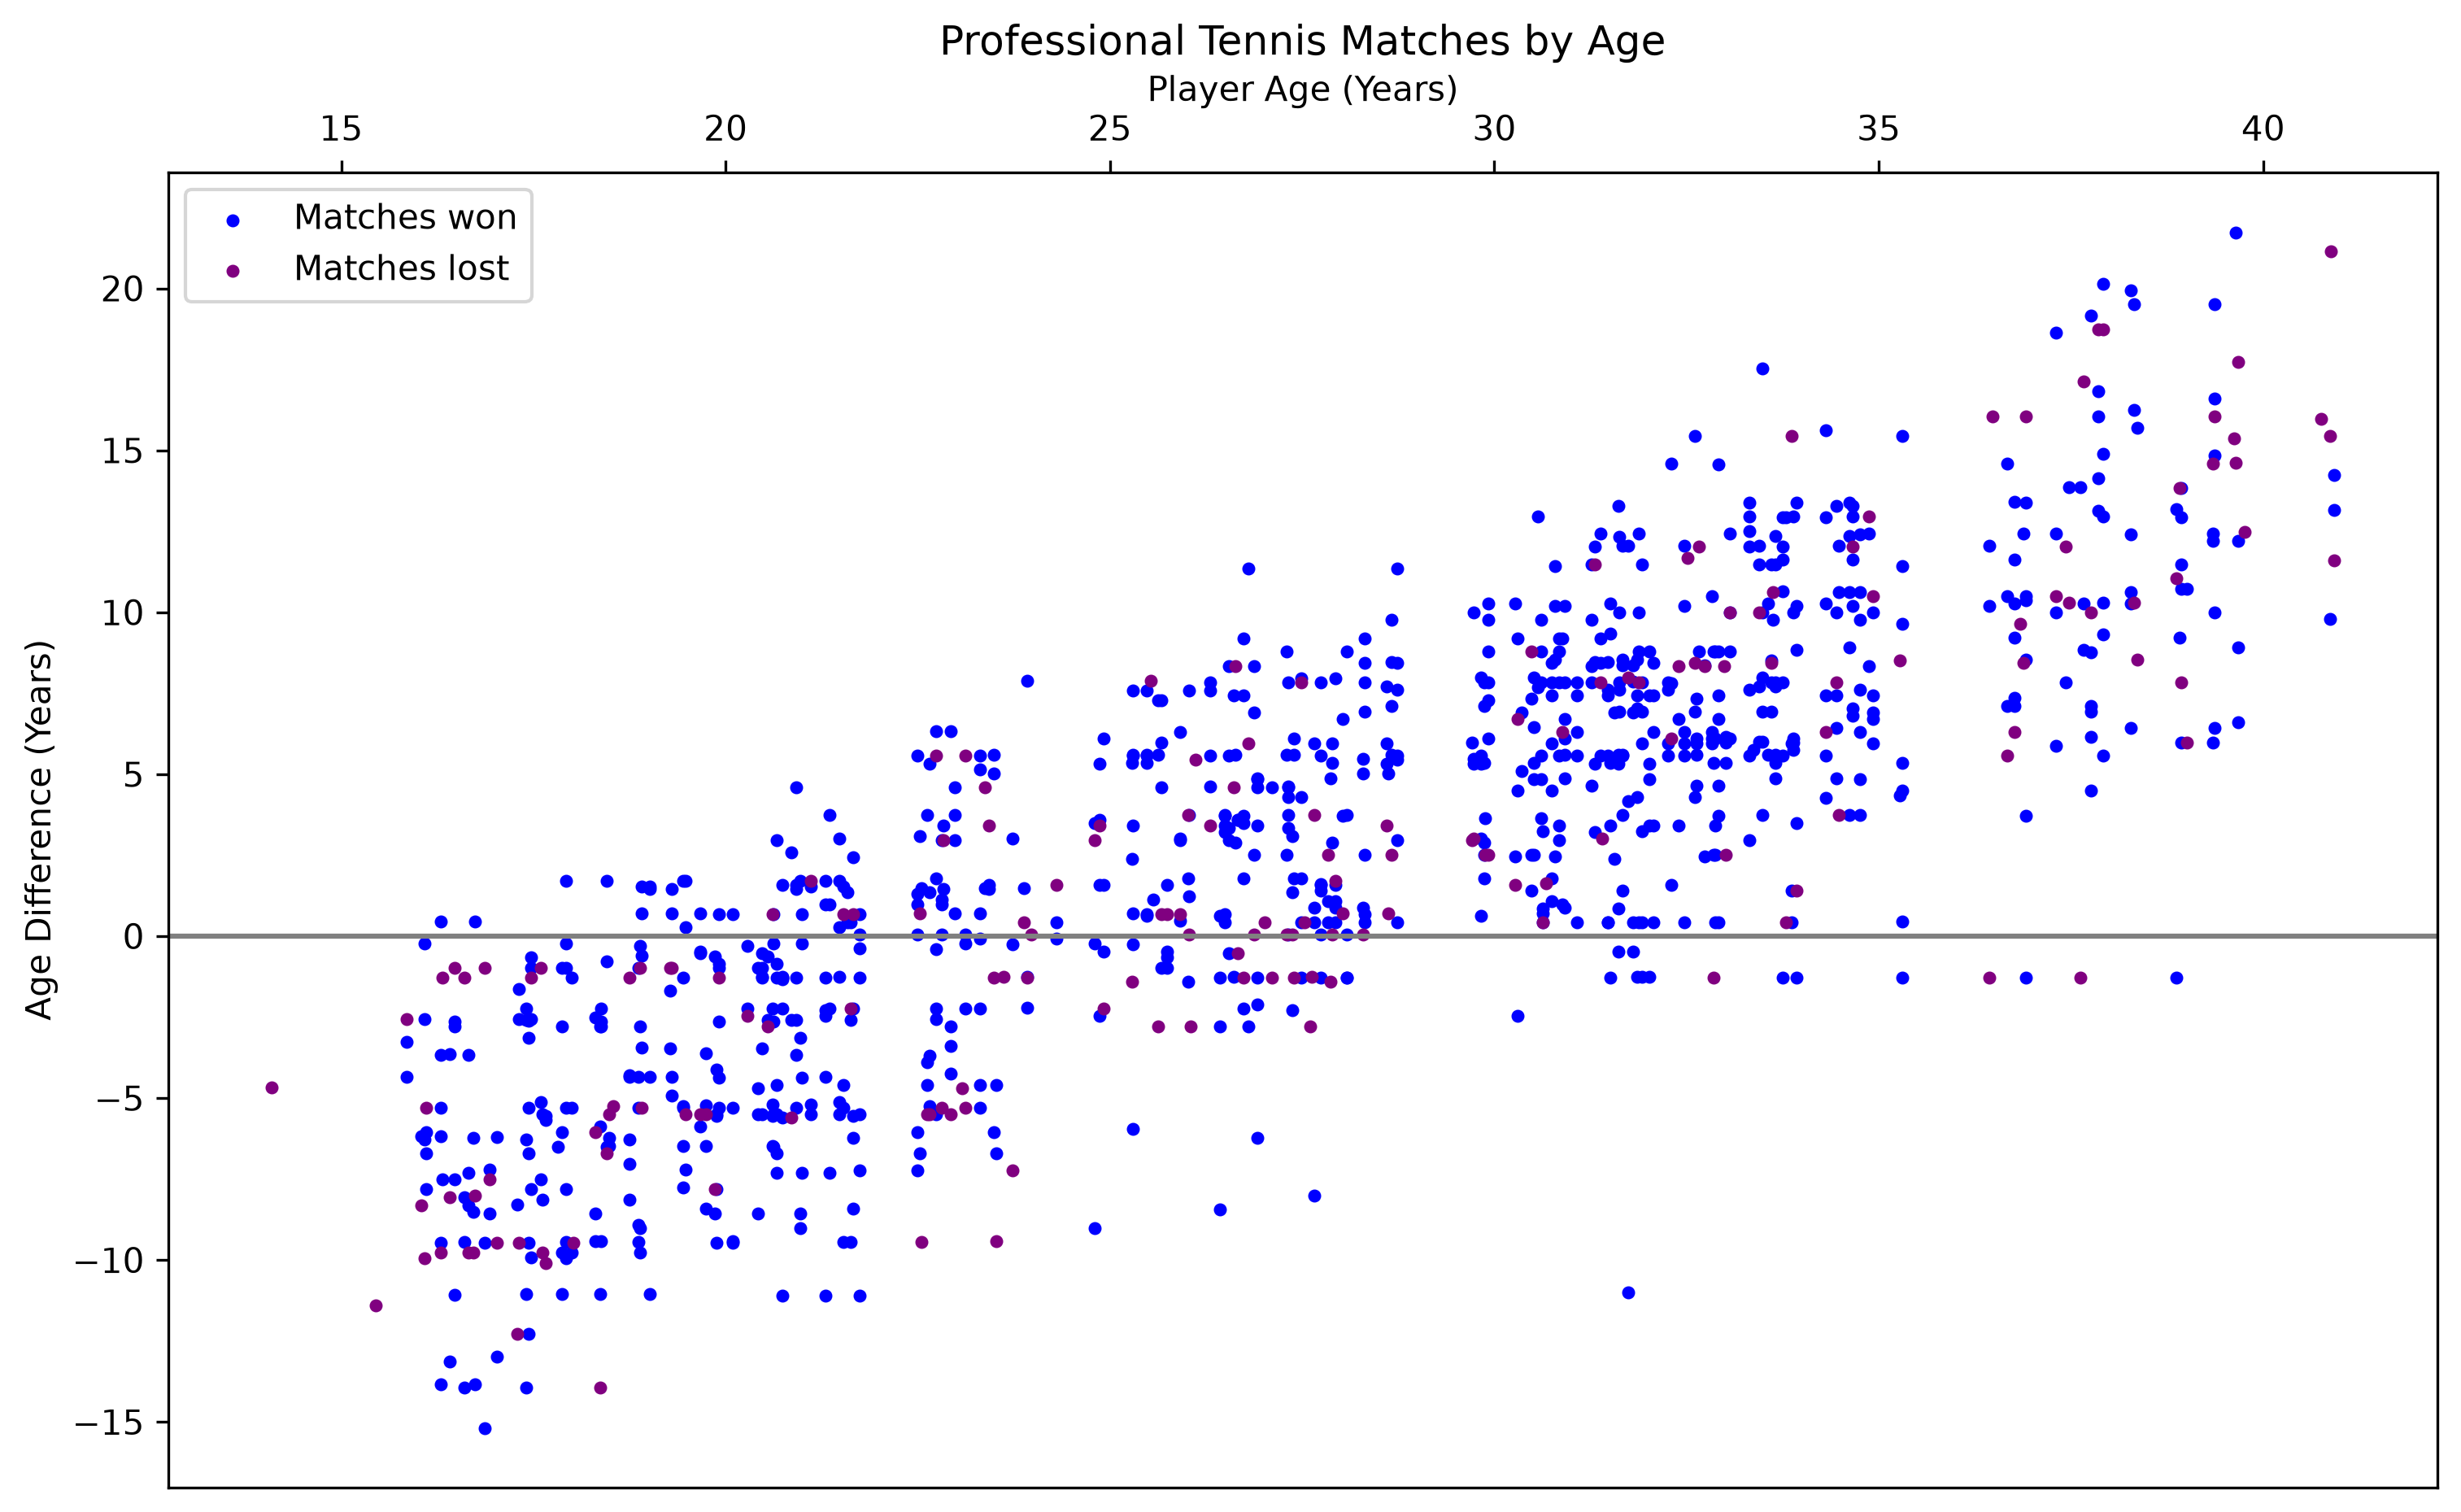 Professional Tennis Matches by Age
Player Age (Years)
15 20 25 30 35 40
Matches won
Matches lost
20
15
10
5
0
−5
−10
−15
Age Difference (Years)